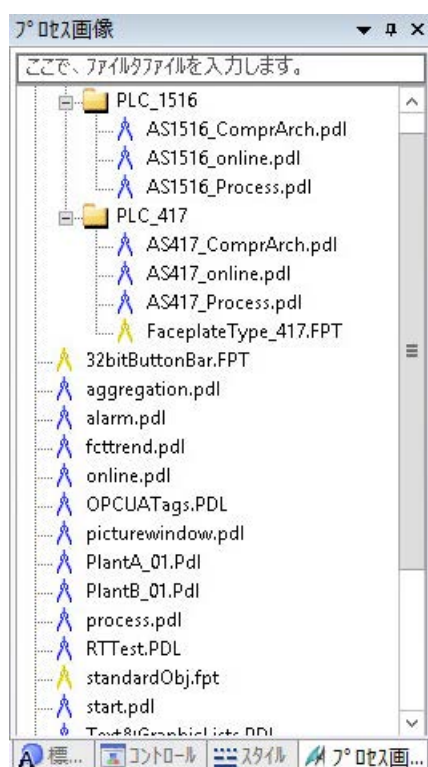 プロセス画像
ここで、ファイルタファイルを入力します。
PLC_1516
AS1516_ComprArch.pdl
AS1516_online.pdl
AS1516_Process.pdl
PLC_417
AS417_ComprArch.pdl
AS417_online.pdl
AS417_Process.pdl
FaceplateType_417.FPT
32bitButtonBar.FPT
aggregation.pdl
alarm.pdl
fcttrend.pdl
online.pdl
OPCUATags.PDL
picturewindow.pdl
PlantA_01.Pdl
PlantB_01.Pdl
process.pdl
RTTest.PDL
standardObj.fpt
start.pdl
Text&GraphicLists.PDL
標... コントロール スタイル プロセス画...